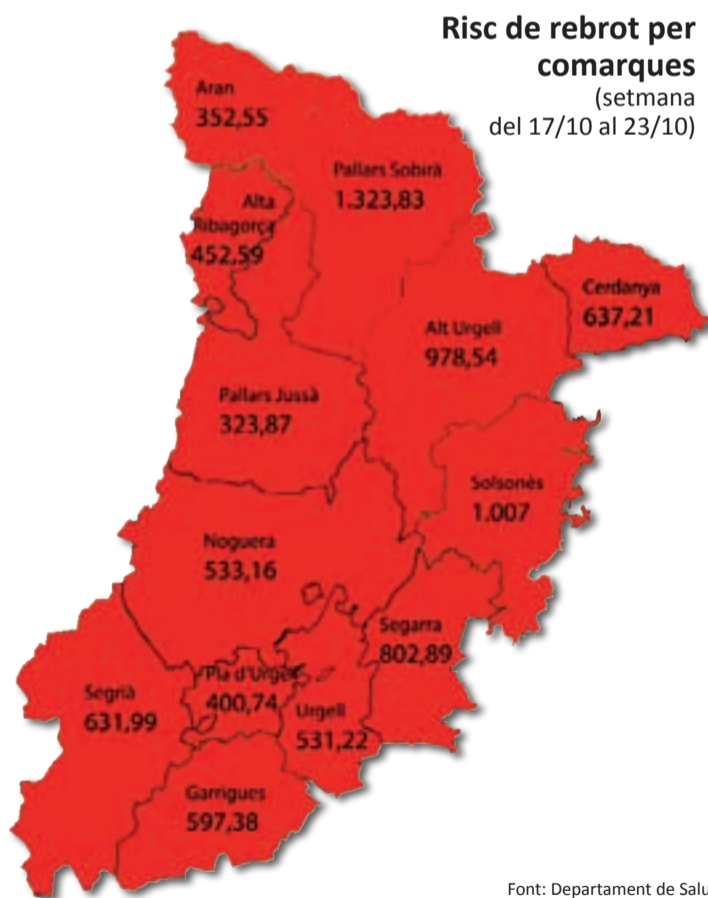 Risc de rebrot per
comarques
(setmana
del 17/10 al 23/10)
Aran
352,55
Pallars Sobirà
1.323,83
Alta
Ribagorça
452,59
Cerdanya
637,21
Alt Urgell
978,54
Pallars Jussà
323,87
Solsonès
1.007
Noguera
533,16
Segarra
802,89
Pla d'Urgell
400,74
Segrià
631,99
Urgell
531,22
Garrigues
597,38
Font: Departament de Salu